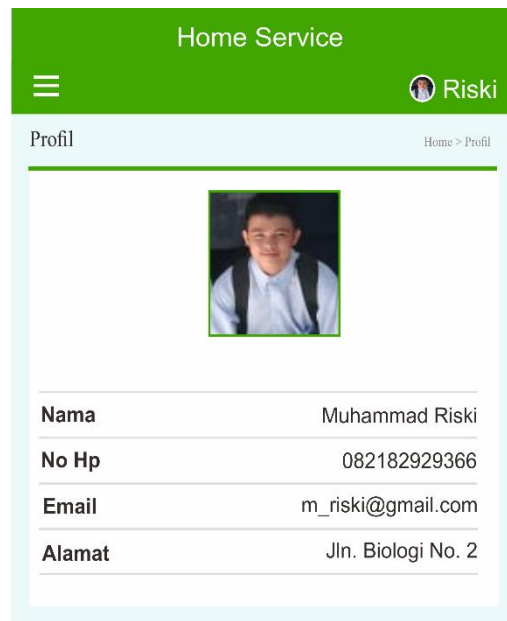 Home Service
Riski
Profil
Home > Profil
Nama Muhammad Riski
No Hp 082182929366
Email m_riski@gmail.com
Alamat Jln. Biologi No. 2